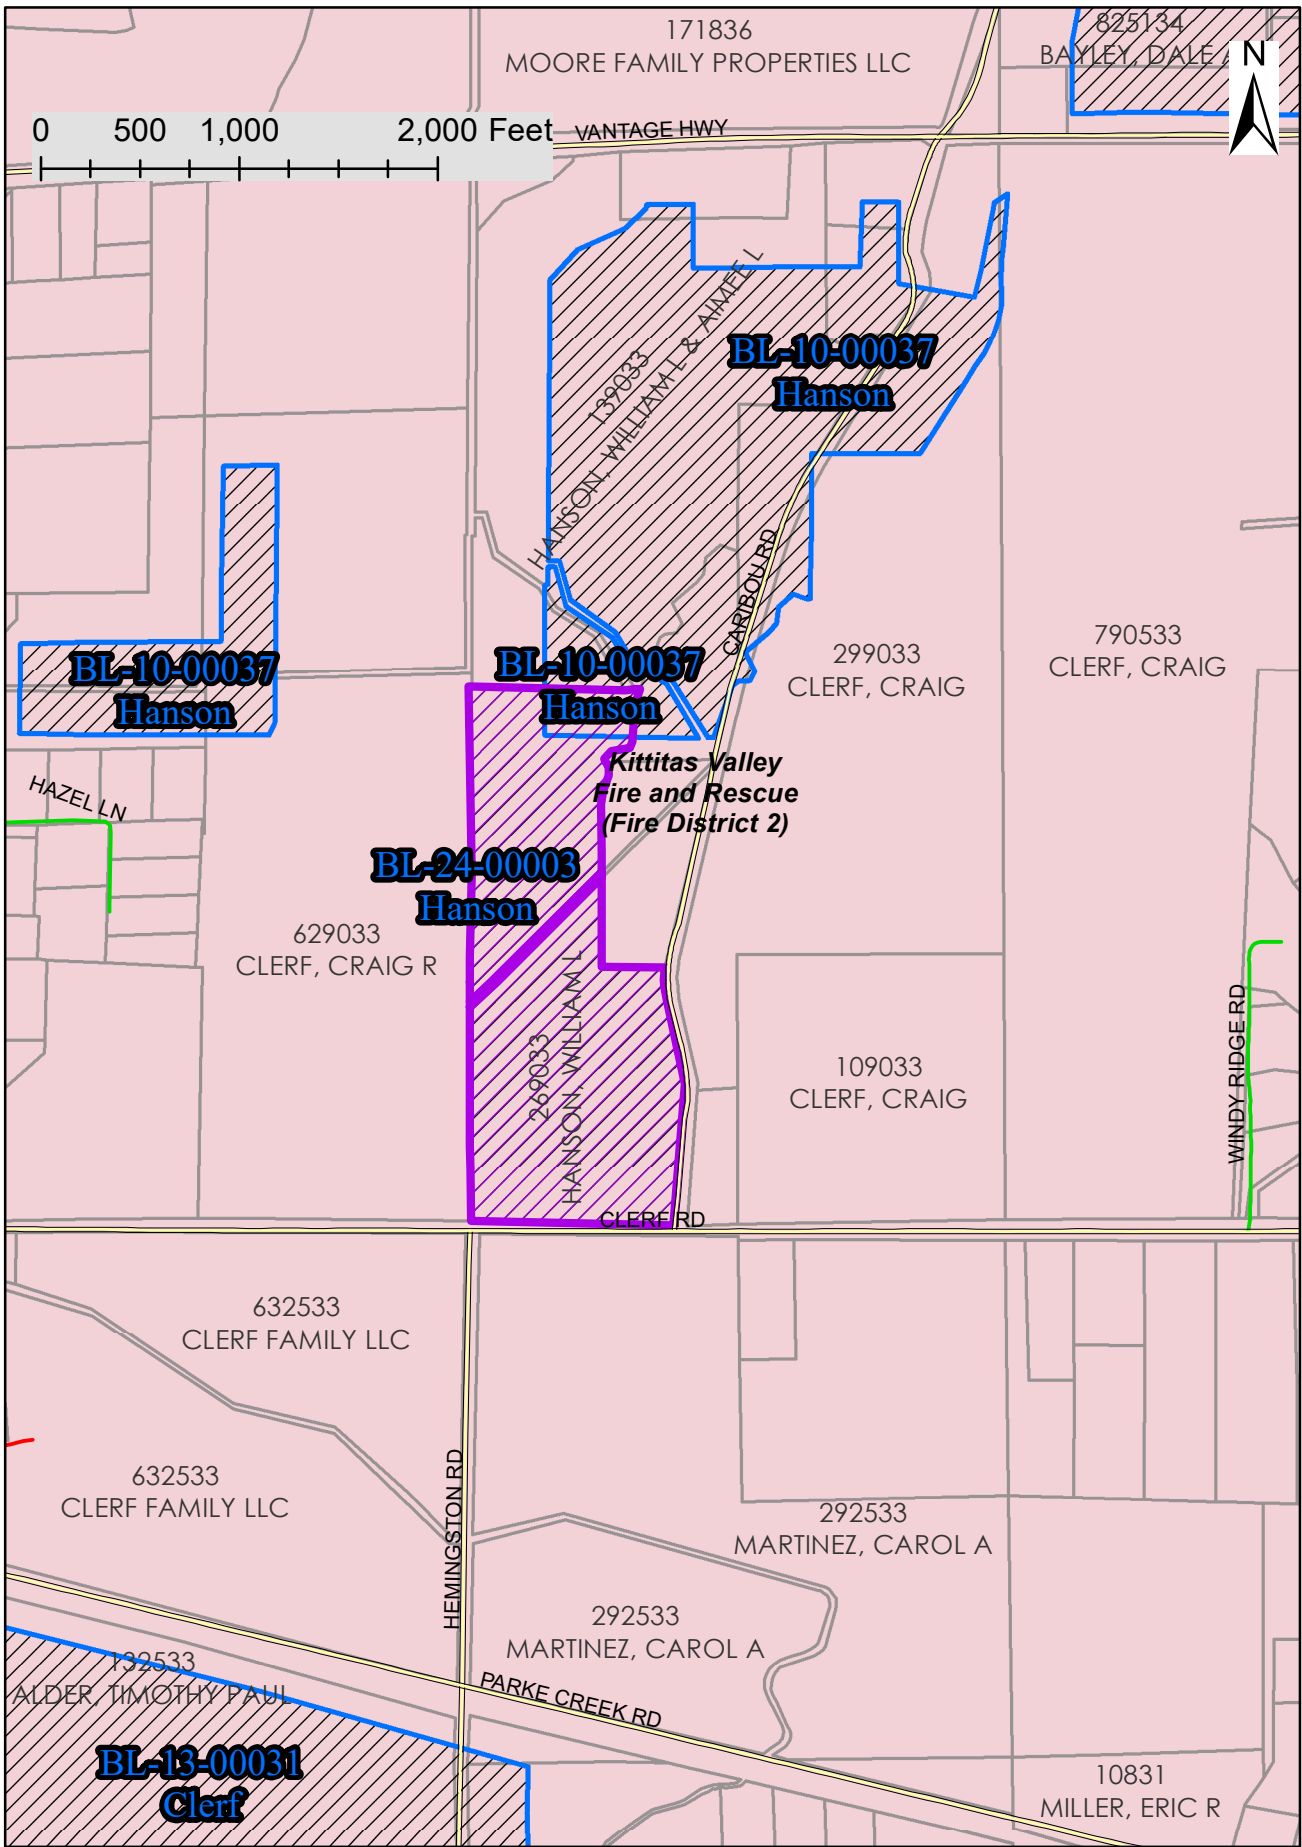 171836
MOORE FAMILY PROPERTIES LLC
825134
BAYLEY, DALE
N
0 500 1,000 2,000 Feet
VANTAGE HWY
139033
HANSON, WILLIAM L & AIMEE L
BL-10-00037
Hanson
CARIBOU RD
BL-10-00037
Hanson
BL-10-00037
Hanson
299033
CLERF, CRAIG
790533
CLERF, CRAIG
Kittitas Valley
Fire and Rescue
(Fire District 2)
HAZEL LN
BL-24-00003
Hanson
629033
CLERF, CRAIG R
269033
HANSON, WILLIAM L
109033
CLERF, CRAIG
WINDY RIDGE RD
CLERF RD
632533
CLERF FAMILY LLC
632533
CLERF FAMILY LLC
HEMINGSTON RD
292533
MARTINEZ, CAROL A
292533
MARTINEZ, CAROL A
132533
ALDER, TIMOTHY PAUL
PARKE CREEK RD
BL-13-00031
Clerf
10831
MILLER, ERIC R